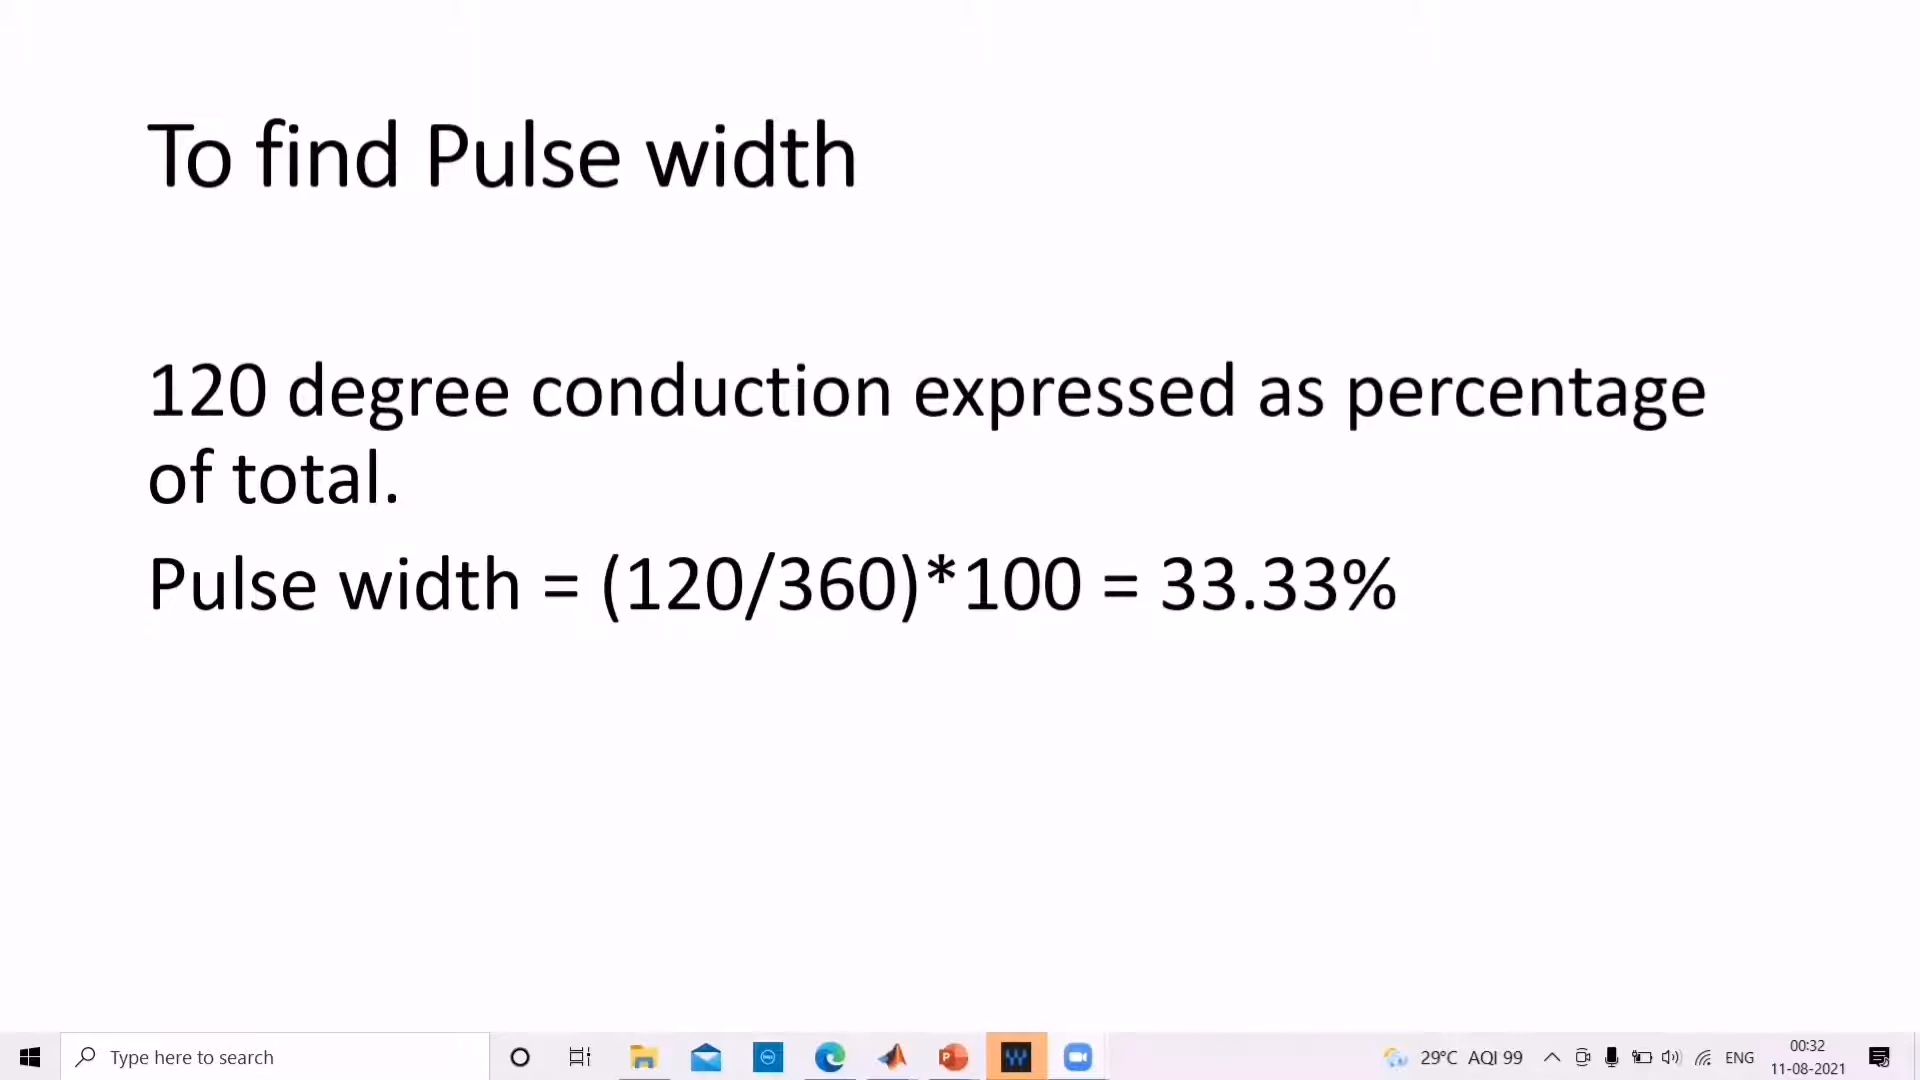 To find Pulse width
120 degree conduction expressed as percentage
of total.
Pulse width = (120/360)*100 = 33.33%
Type here to search
29°C AQI 99
ENG
00:32
11-08-2021